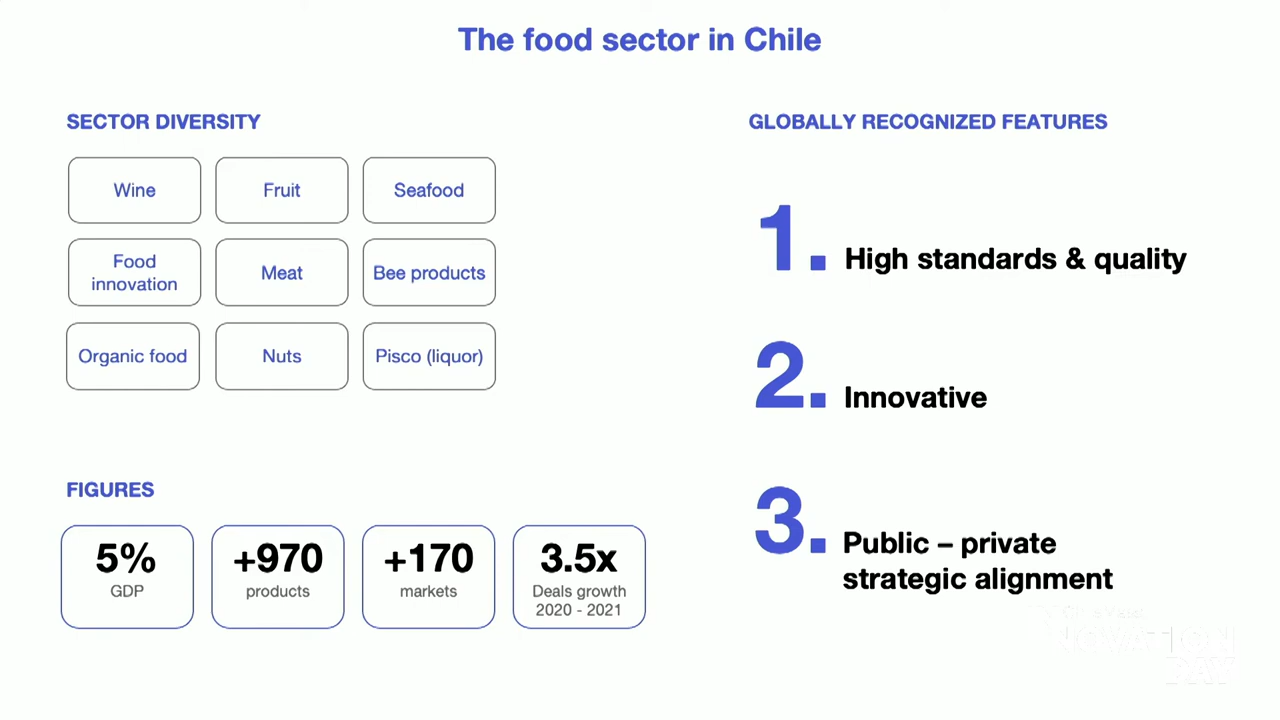 The food sector in Chile
SECTOR DIVERSITY
Wine
Fruit
Seafood
Food
innovation
Meat
Bee products
Organic food
Nuts
Pisco (liquor)
FIGURES
5%
GDP
+970
products
+170
markets
3.5x
Deals growth
2020 - 2021
GLOBALLY RECOGNIZED FEATURES
1. High standards & quality
2. Innovative
3. Public – private
strategic alignment
DAY